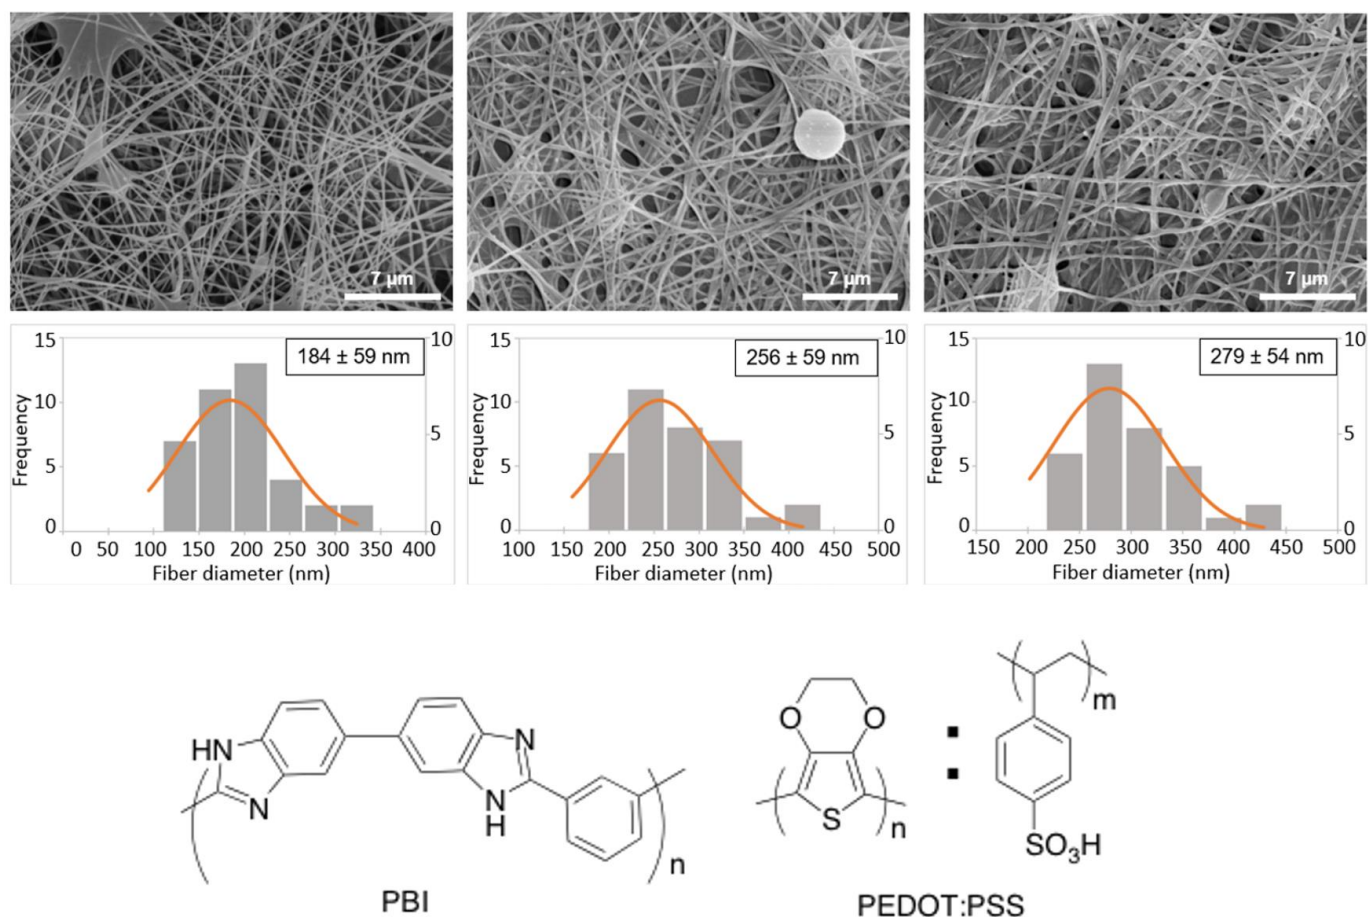 7 µm
7 µm
7 µm
184 ± 59 nm
256 ± 59 nm
279 ± 54 nm
Frequency
15
10
5
0
10
5
0
0 50 100 150 200 250 300 350 400
Fiber diameter (nm)
Frequency
15
10
5
0
10
5
0
100 150 200 250 300 350 400 450 500
Fiber diameter (nm)
Frequency
15
10
5
0
10
5
0
150 200 250 300 350 400 450 500
Fiber diameter (nm)
HN
N
N
N
H
n
PBI
O
O
S
n
:
m
SO₃H
PEDOT:PSS